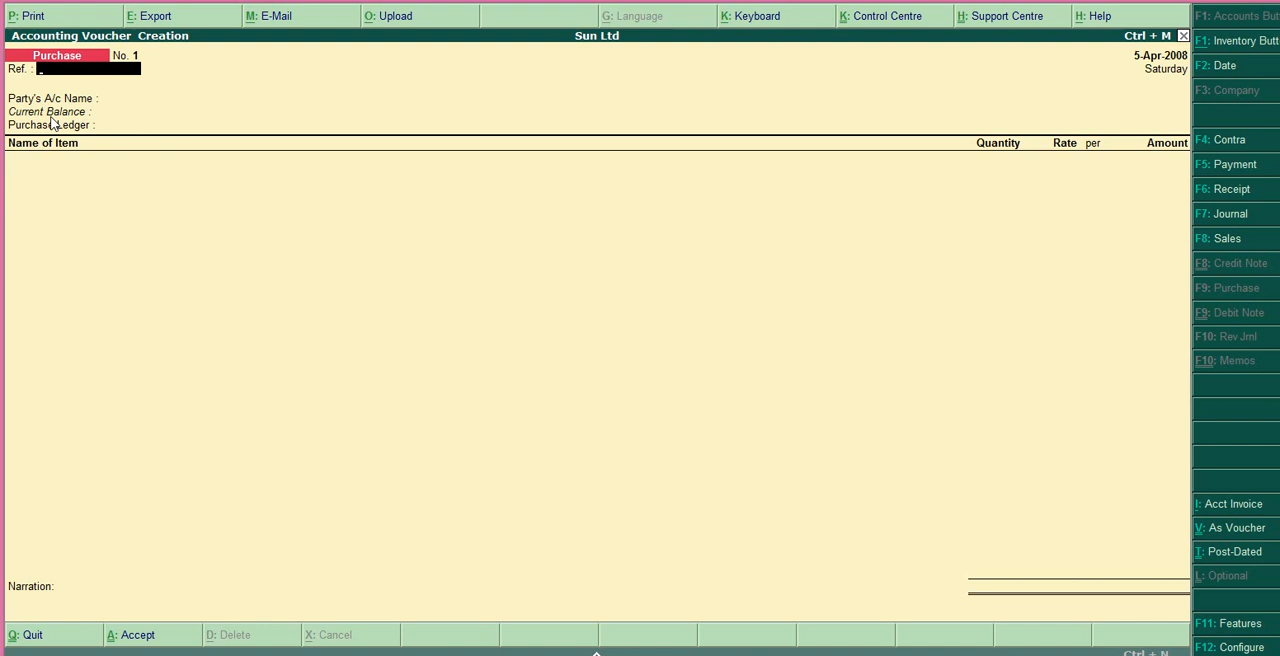 P: Print E: Export M: E-Mail O: Upload G: Language K: Keyboard K: Control Centre H: Support Centre H: Help F1: Accounts But
Accounting Voucher Creation Sun Ltd Ctrl + M
F1: Inventory Butt
Purchase No. 1 5-Apr-2008
Ref. : Saturday
F2: Date
F3: Company
Party's A/c Name :
Current Balance :
Purchase Ledger :
Name of Item Quantity Rate per Amount
F4: Contra
F5: Payment
F6: Receipt
F7: Journal
F8: Sales
F8: Credit Note
F9: Purchase
F9: Debit Note
F10: Rev Jrnl
F10: Memos
I: Acct Invoice
V: As Voucher
T: Post-Dated
L: Optional
Narration:
F11: Features
Q: Quit A: Accept D: Delete X: Cancel
F12: Configure
Ctrl + N